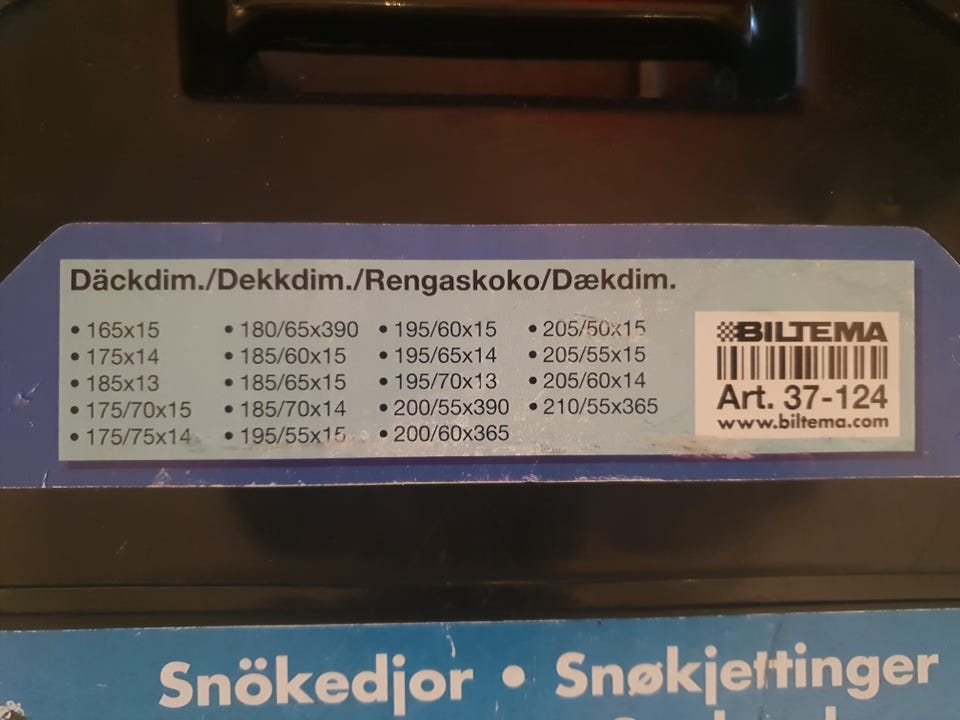 Däckdim./Dekkdim./Rengaskoko/Dækdim.
• 165x15
• 175x14
• 185x13
• 175/70x15
• 175/75x14
• 180/65x390
• 185/60x15
• 185/65x15
• 185/70x14
• 195/55x15
• 195/60x15
• 195/65x14
• 195/70x13
• 200/55x390
• 200/60x365
• 205/50x15
• 205/55x15
• 205/60x14
• 210/55x365
BILTEMA
Art. 37-124
www.biltema.com
Snökedjor • Snøkjettinger